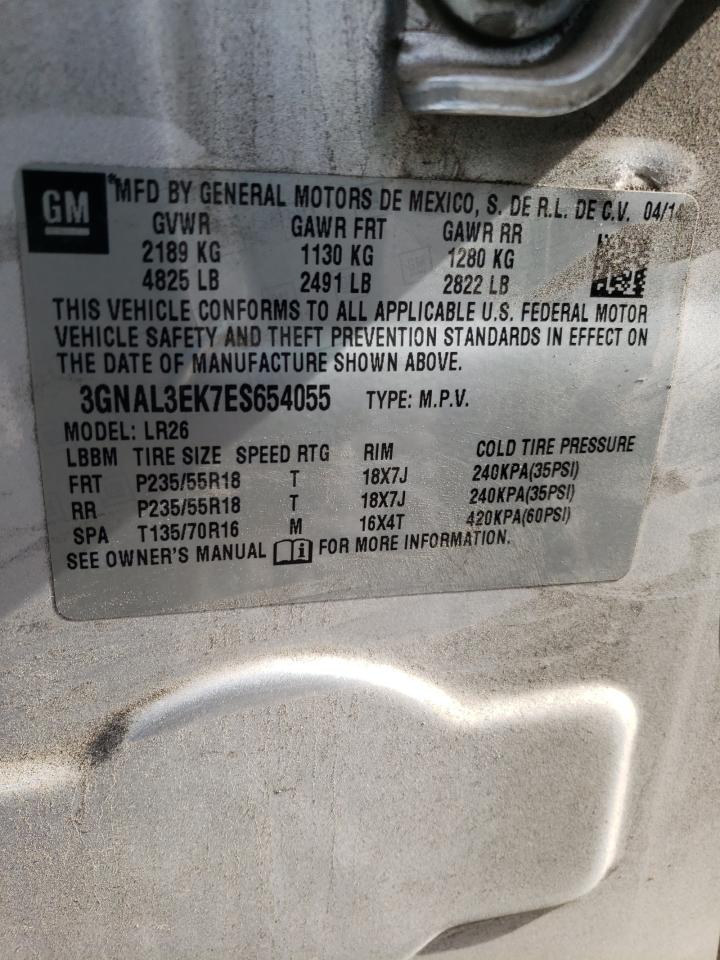 GM
*MFD BY GENERAL MOTORS DE MEXICO, S. DE R.L. DE C.V. 04/14
GVWR GAWR FRT GAWR RR
2189 KG 1130 KG 1280 KG
4825 LB 2491 LB 2822 LB
THIS VEHICLE CONFORMS TO ALL APPLICABLE U.S. FEDERAL MOTOR
VEHICLE SAFETY AND THEFT PREVENTION STANDARDS IN EFFECT ON
THE DATE OF MANUFACTURE SHOWN ABOVE.
3GNAL3EK7ES654055 TYPE: M.P.V.
MODEL: LR26
LBBM TIRE SIZE SPEED RTG RIM COLD TIRE PRESSURE
FRT P235/55R18 T 18X7J 240KPA(35PSI)
RR P235/55R18 T 18X7J 240KPA(35PSI)
SPA T135/70R16 M 16X4T 420KPA(60PSI)
SEE OWNER'S MANUAL i FOR MORE INFORMATION.